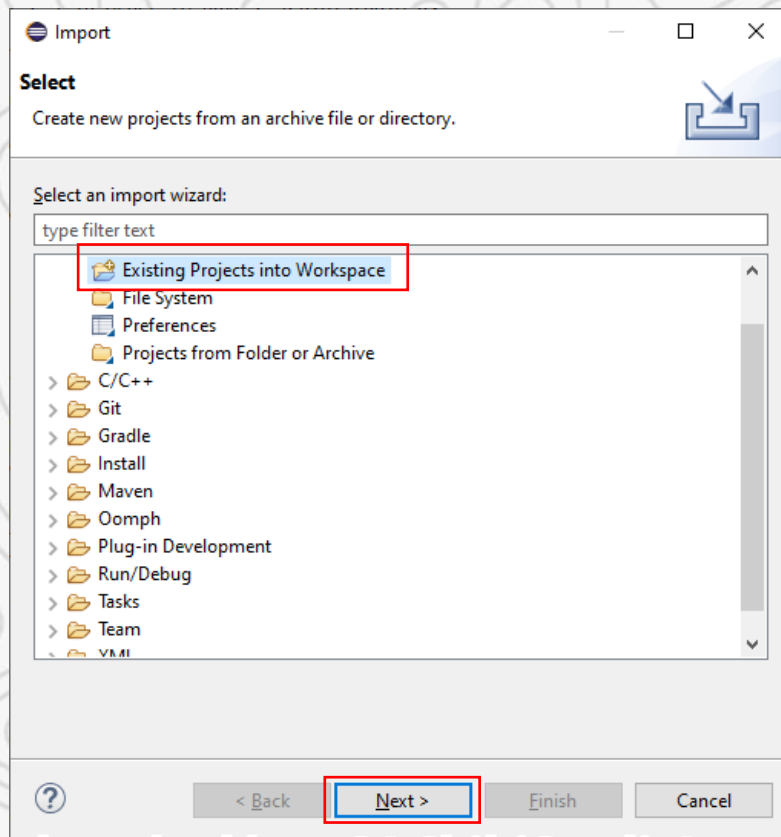 Import
Select
Create new projects from an archive file or directory.
Select an import wizard:
type filter text
Existing Projects into Workspace
File System
Preferences
Projects from Folder or Archive
C/C++
Git
Gradle
Install
Maven
Oomph
Plug-in Development
Run/Debug
Tasks
Team
XML
< Back Next > Finish Cancel